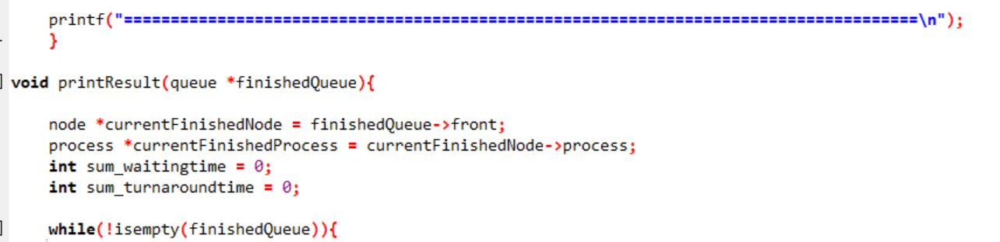 printf("=====================================================================================\n");
}
void printResult(queue *finishedQueue){
node *currentFinishedNode = finishedQueue->front;
process *currentFinishedProcess = currentFinishedNode->process;
int sum_waitingtime = 0;
int sum_turnaroundtime = 0;
while(!isempty(finishedQueue)){